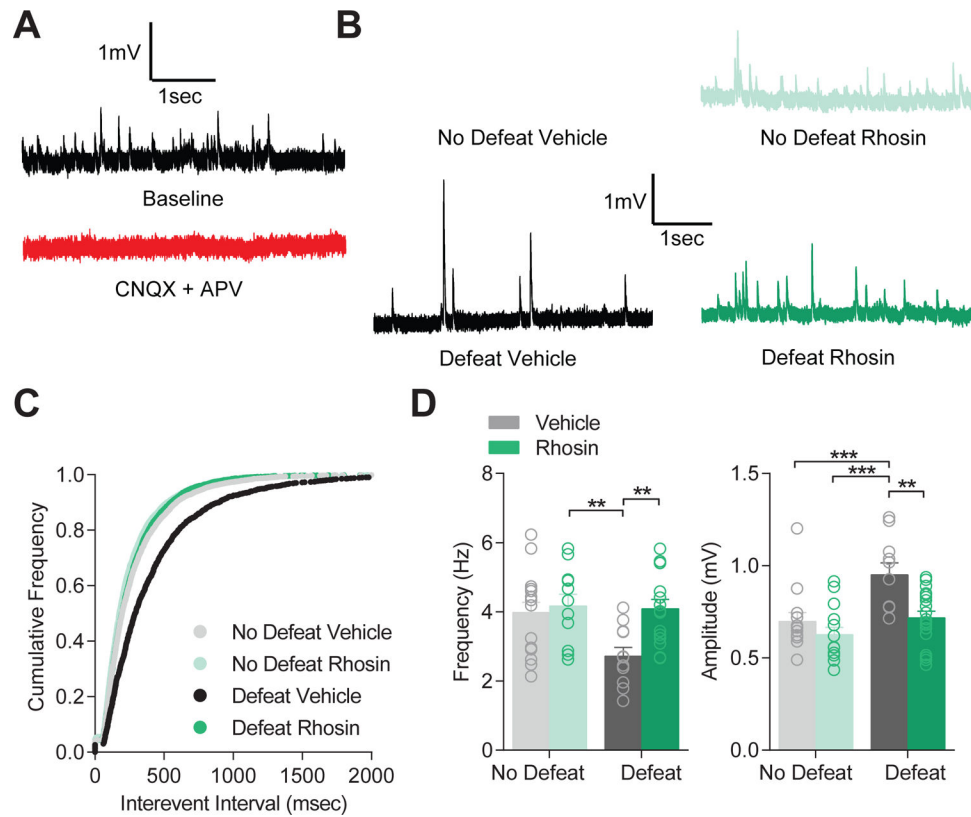 A
1mV
1sec
Baseline
CNQX + APV
B
No Defeat Vehicle
No Defeat Rhosin
1mV
1sec
Defeat Vehicle
Defeat Rhosin
C
Cumulative Frequency
1.0
0.8
0.6
0.4
0.2
0.0
0 500 1000 1500 2000
Interevent Interval (msec)
No Defeat Vehicle
No Defeat Rhosin
Defeat Vehicle
Defeat Rhosin
D
Vehicle
Rhosin
Frequency (Hz)
8
6
4
2
0
** **
No Defeat Defeat
Amplitude (mV)
1.5
1.0
0.5
0.0
***
***
**
No Defeat Defeat